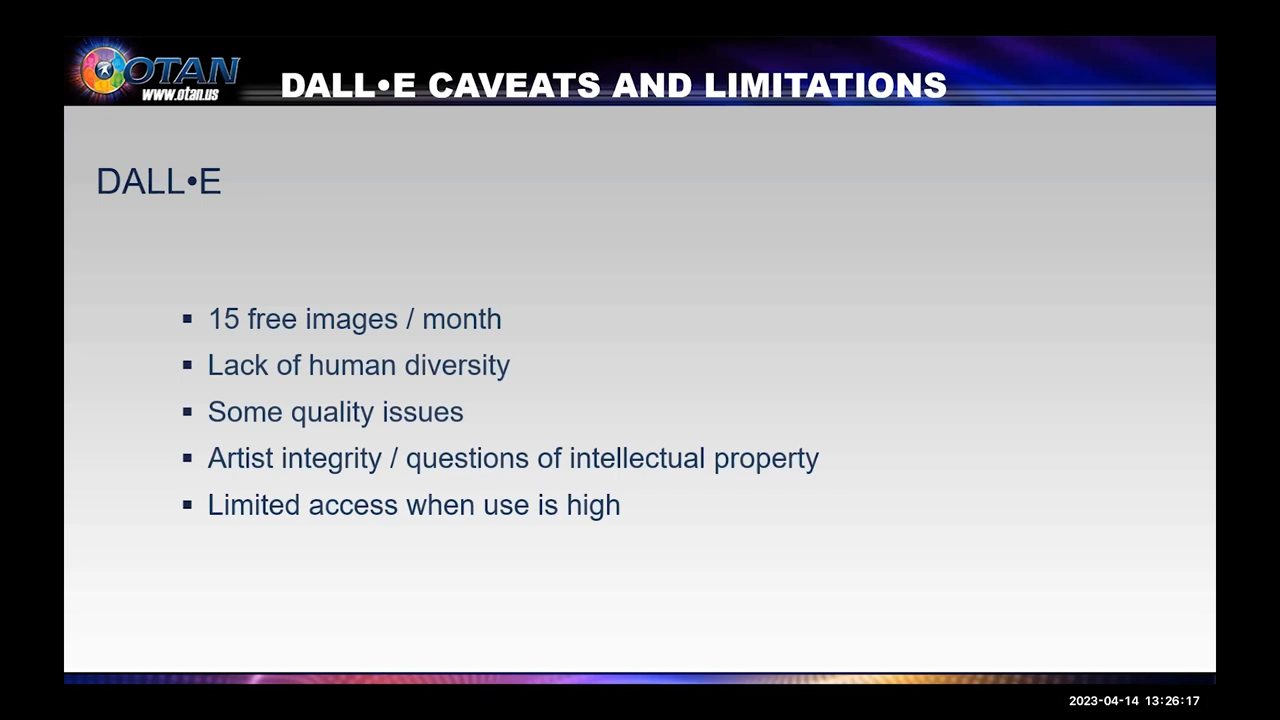 OTAN
www.otan.us
DALL•E CAVEATS AND LIMITATIONS
DALL•E
▪ 15 free images / month
▪ Lack of human diversity
▪ Some quality issues
▪ Artist integrity / questions of intellectual property
▪ Limited access when use is high
2023-04-14 13:26:17